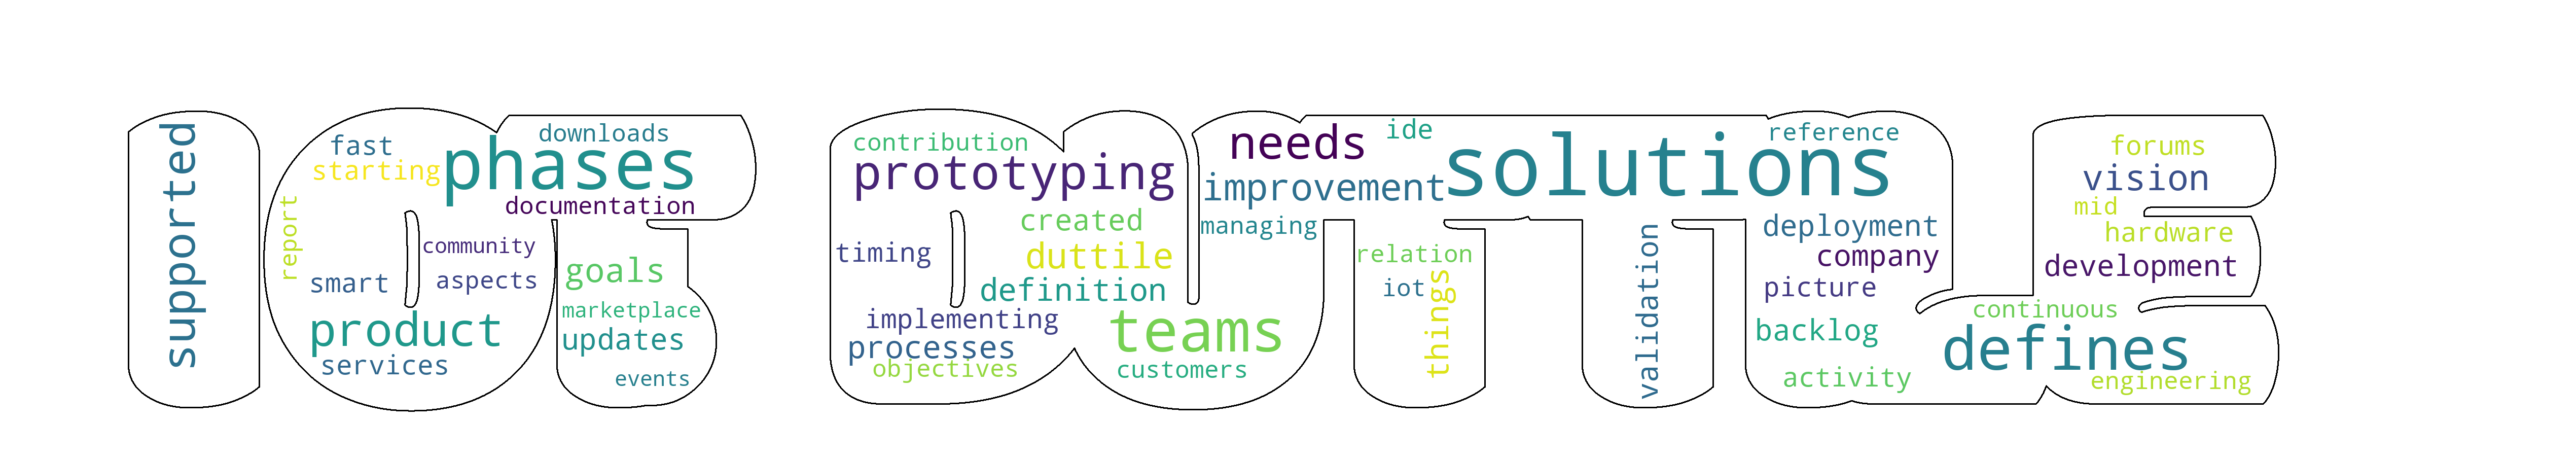 supported
fast
starting
phases
downloads
documentation
report
community
smart
aspects
product
services
goals
marketplace
updates
events
contribution
prototyping
created
timing
duttile
definition
implementing
processes
objectives
teams
customers
needs
ide
improvement
managing
solutions
reference
relation
iot
things
validation
deployment
company
picture
backlog
activity
continuous
defines
engineering
forums
vision
mid
hardware
development